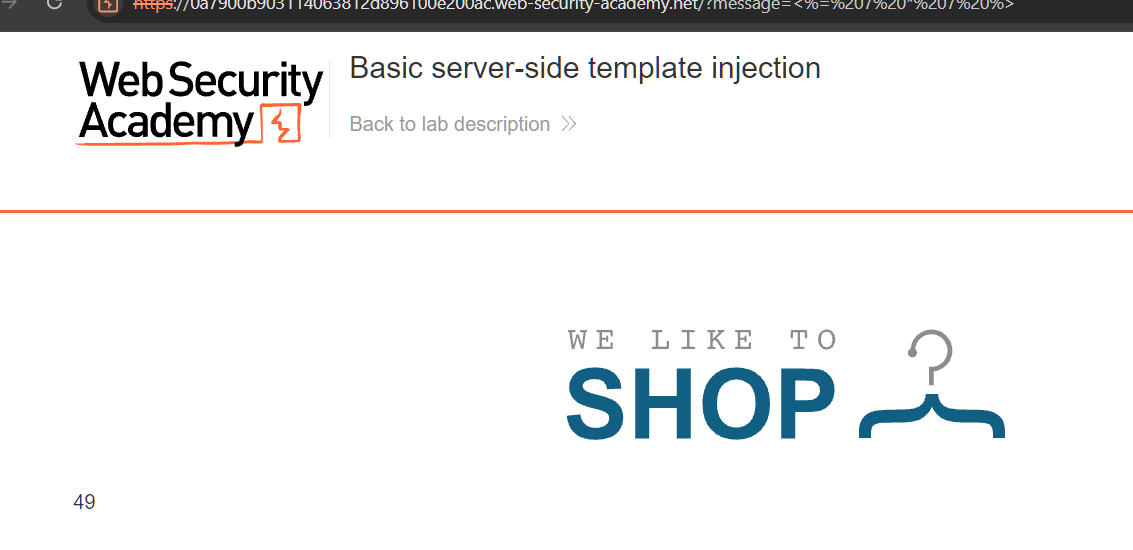 https://0a7900b903114063812d896100e200ac.web-security-academy.net/?message=<%=%207%20*%207%20%>
Web Security
Academy
Basic server-side template injection
Back to lab description
WE LIKE TO
SHOP
49